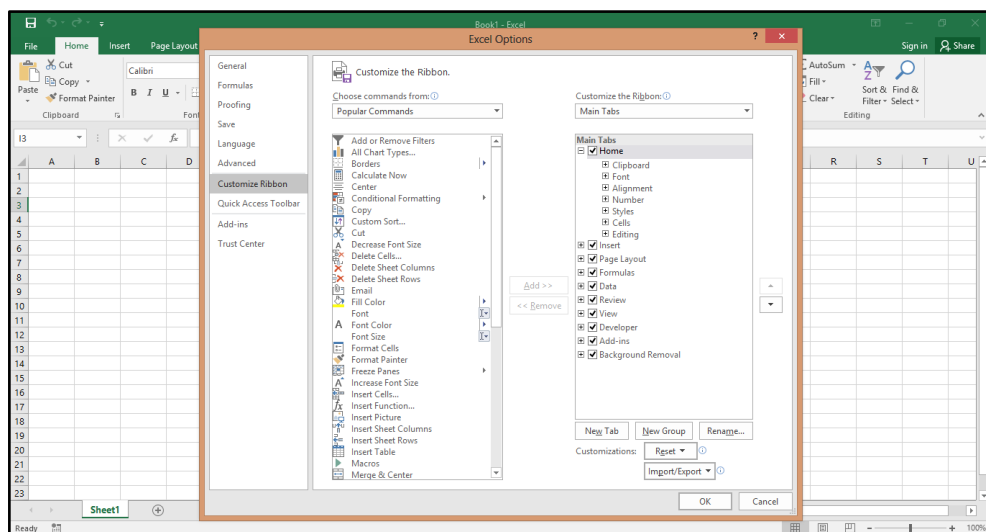 Book1 - Excel
File Home Insert Page Layout
Sign in Share
Excel Options
?
Paste
Cut
Copy
Format Painter
Clipboard
Calibri
B I U
Font
AutoSum
Fill
Clear
Sort & Filter
Find & Select
Editing
I3
fx
A B C D
R S T U
1
2
3
4
5
6
7
8
9
10
11
12
13
14
15
16
17
18
19
20
21
22
23
Sheet1
Ready
100%
General
Formulas
Proofing
Save
Language
Advanced
Customize Ribbon
Quick Access Toolbar
Add-ins
Trust Center
Customize the Ribbon.
Choose commands from:
Popular Commands
Add or Remove Filters
All Chart Types...
Borders
Calculate Now
Center
Conditional Formatting
Copy
Custom Sort...
Cut
Decrease Font Size
Delete Cells...
Delete Sheet Columns
Delete Sheet Rows
Email
Fill Color
Font
Font Color
Font Size
Format Cells
Format Painter
Freeze Panes
Increase Font Size
Insert Cells...
Insert Function...
Insert Picture
Insert Sheet Columns
Insert Sheet Rows
Insert Table
Macros
Merge & Center
Add >>
<< Remove
Customize the Ribbon:
Main Tabs
Main Tabs
Home
Clipboard
Font
Alignment
Number
Styles
Cells
Editing
Insert
Page Layout
Formulas
Data
Review
View
Developer
Add-ins
Background Removal
New Tab New Group Rename...
Customizations: Reset
Import/Export
OK Cancel